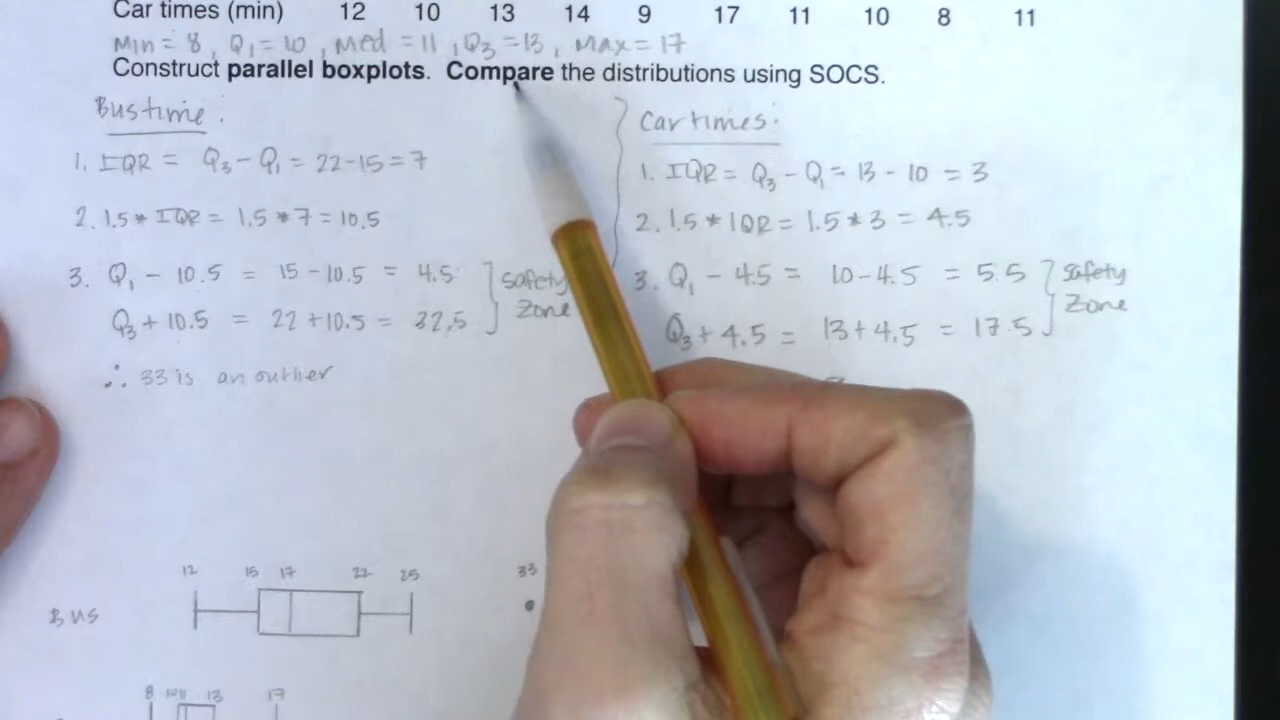 Car times (min) 12 10 13 14 9 17 11 10 8 11
Min = 8, Q1 = 10, Med = 11, Q3 = 13, Max = 17
Construct parallel boxplots. Compare the distributions using SOCS.
Bus time:
1. IQR = Q3 - Q1 = 22-15 = 7
2. 1.5 * IQR = 1.5 * 7 = 10.5
3. Q1 - 10.5 = 15 - 10.5 = 4.5
Q3 + 10.5 = 22 + 10.5 = 32.5
Safety
Zone
∴ 33 is an outlier
Car times:
1. IQR = Q3 - Q1 = 13 - 10 = 3
2. 1.5 * IQR = 1.5 * 3 = 4.5
3. Q1 - 4.5 = 10 - 4.5 = 5.5
Q3 + 4.5 = 13 + 4.5 = 17.5
Safety
Zone
12 15 17 22 25 33
BUS
8 10 11 13 17